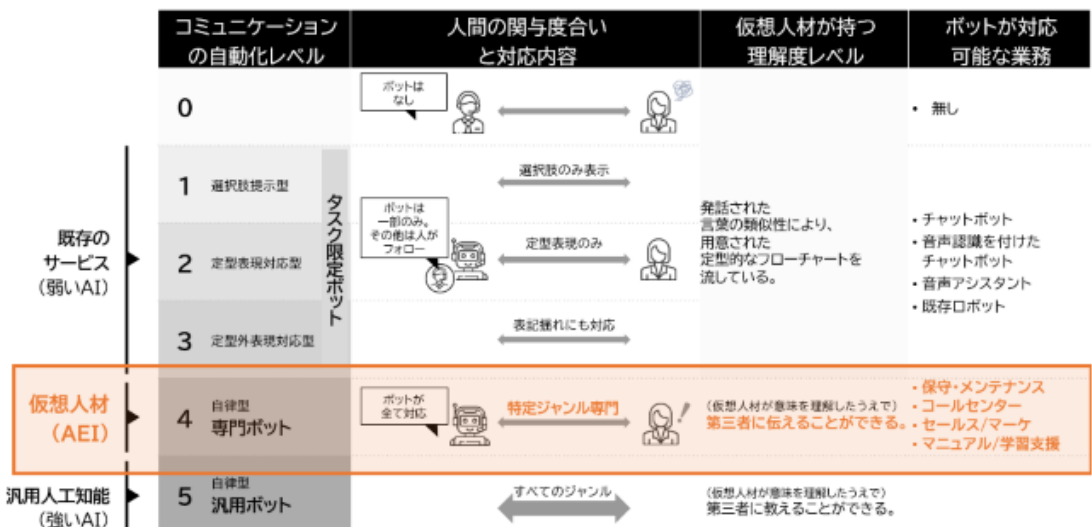 コミュニケーション
の自動化レベル
人間の関与度合い
と対応内容
仮想人材が持つ
理解度レベル
ボットが対応
可能な業務
0
ボットは
なし
• 無し
既存の
サービス
(弱いAI)
タスク限定ボット
1 選択肢提示型
選択肢のみ表示
2 定型表現対応型
ボットは
一部のみ。
その他は人が
フォロー
定型表現のみ
3 定型外表現対応型
表記揺れにも対応
発話された
言葉の類似性により、
用意された
定型的なフローチャートを
流している。
• チャットボット
• 音声認識を付けた
チャットボット
• 音声アシスタント
• 既存ロボット
仮想人材
(AEI)
4 自律型
専門ボット
ボットが
全て対応
特定ジャンル専門
(仮想人材が意味を理解したうえで)
第三者に伝えることができる。
• 保守・メンテナンス
• コールセンター
• セールス/マーケ
• マニュアル/学習支援
汎用人工知能
(強いAI)
5 自律型
汎用ボット
すべてのジャンル
(仮想人材が意味を理解したうえで)
第三者に教えることができる。